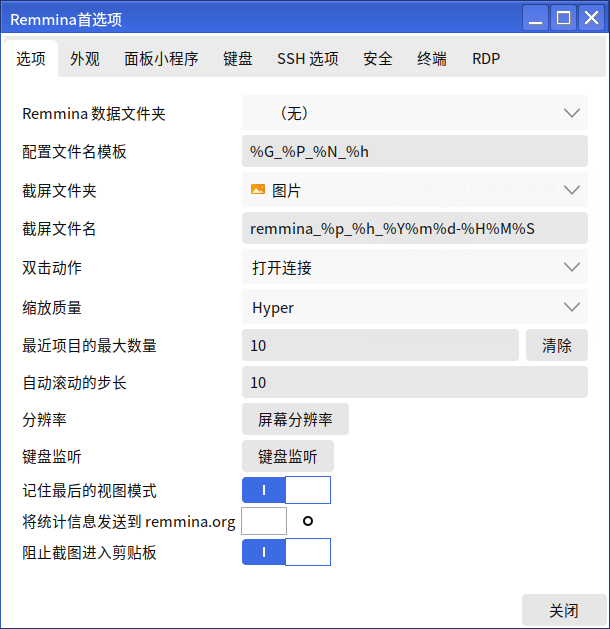 Remmina首选项
选项 外观 面板小程序 键盘 SSH 选项 安全 终端 RDP
Remmina 数据文件夹 （无）
配置文件名模板 %G_%P_%N_%h
截屏文件夹 图片
截屏文件名 remmina_%p_%h_%Y%m%d-%H%M%S
双击动作 打开连接
缩放质量 Hyper
最近项目的最大数量 10 清除
自动滚动的步长 10
分辨率 屏幕分辨率
键盘监听 键盘监听
记住最后的视图模式
将统计信息发送到 remmina.org
阻止截图进入剪贴板
关闭